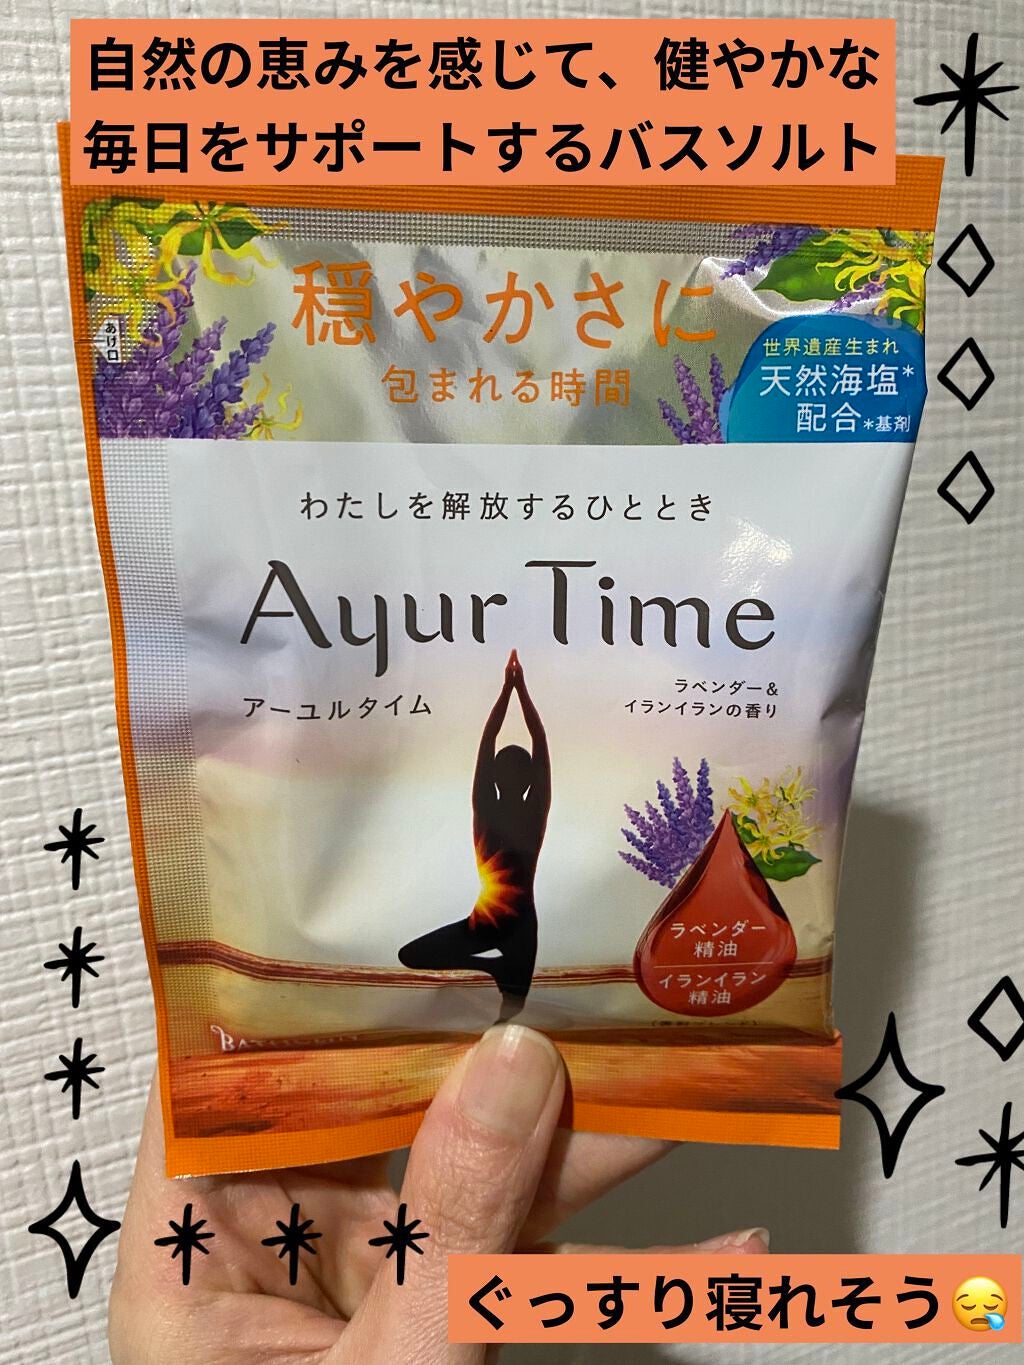 自然の恵みを感じて、健やかな
毎日をサポートするバスソルト
穏やかさに
包まれる時間
あけ口
世界遺産生まれ
天然海塩*
配合*基剤
わたしを解放するひととき
Ayur Time
アーユルタイム
ラベンダー&
イランイランの香り
ラベンダー
精油
イランイラン
精油
ぐっすり寝れそう😪